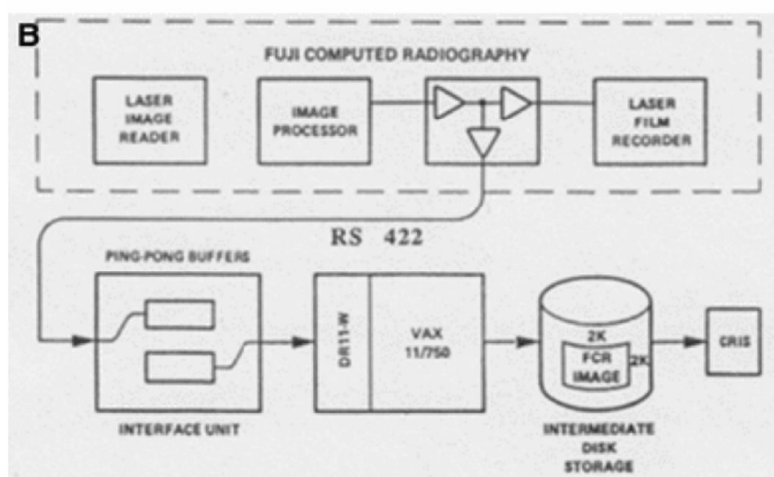 B
FUJI COMPUTED RADIOGRAPHY
LASER
IMAGE
READER
IMAGE
PROCESSOR
LASER
FILM
RECORDER
RS 422
PING-PONG BUFFERS
DR11-W
VAX
11/750
2K
FCR
IMAGE
2K
CRIS
INTERFACE UNIT
INTERMEDIATE
DISK
STORAGE